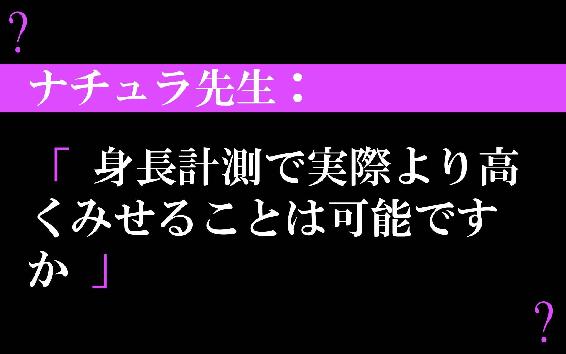 ?
ナチュラ先生：
「 身長計測で実際より高
くみせることは可能です
か 」
?